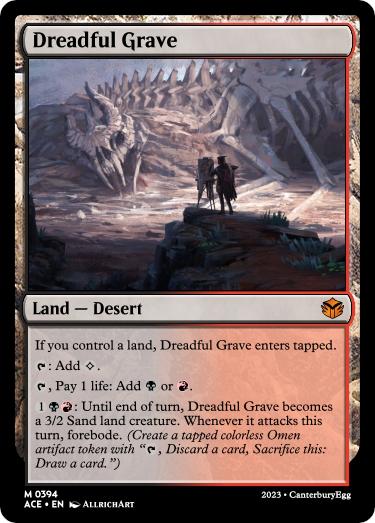 Dreadful Grave
Land — Desert
If you control a land, Dreadful Grave enters tapped.
: Add .
, Pay 1 life: Add or .
1 : Until end of turn, Dreadful Grave becomes
a 3/2 Sand land creature. Whenever it attacks this
turn, forebode. (Create a tapped colorless Omen
artifact token with “, Discard a card, Sacrifice this:
Draw a card.”)
M 0394
ACE • EN AllrichArt
2023 • CanterburyEgg